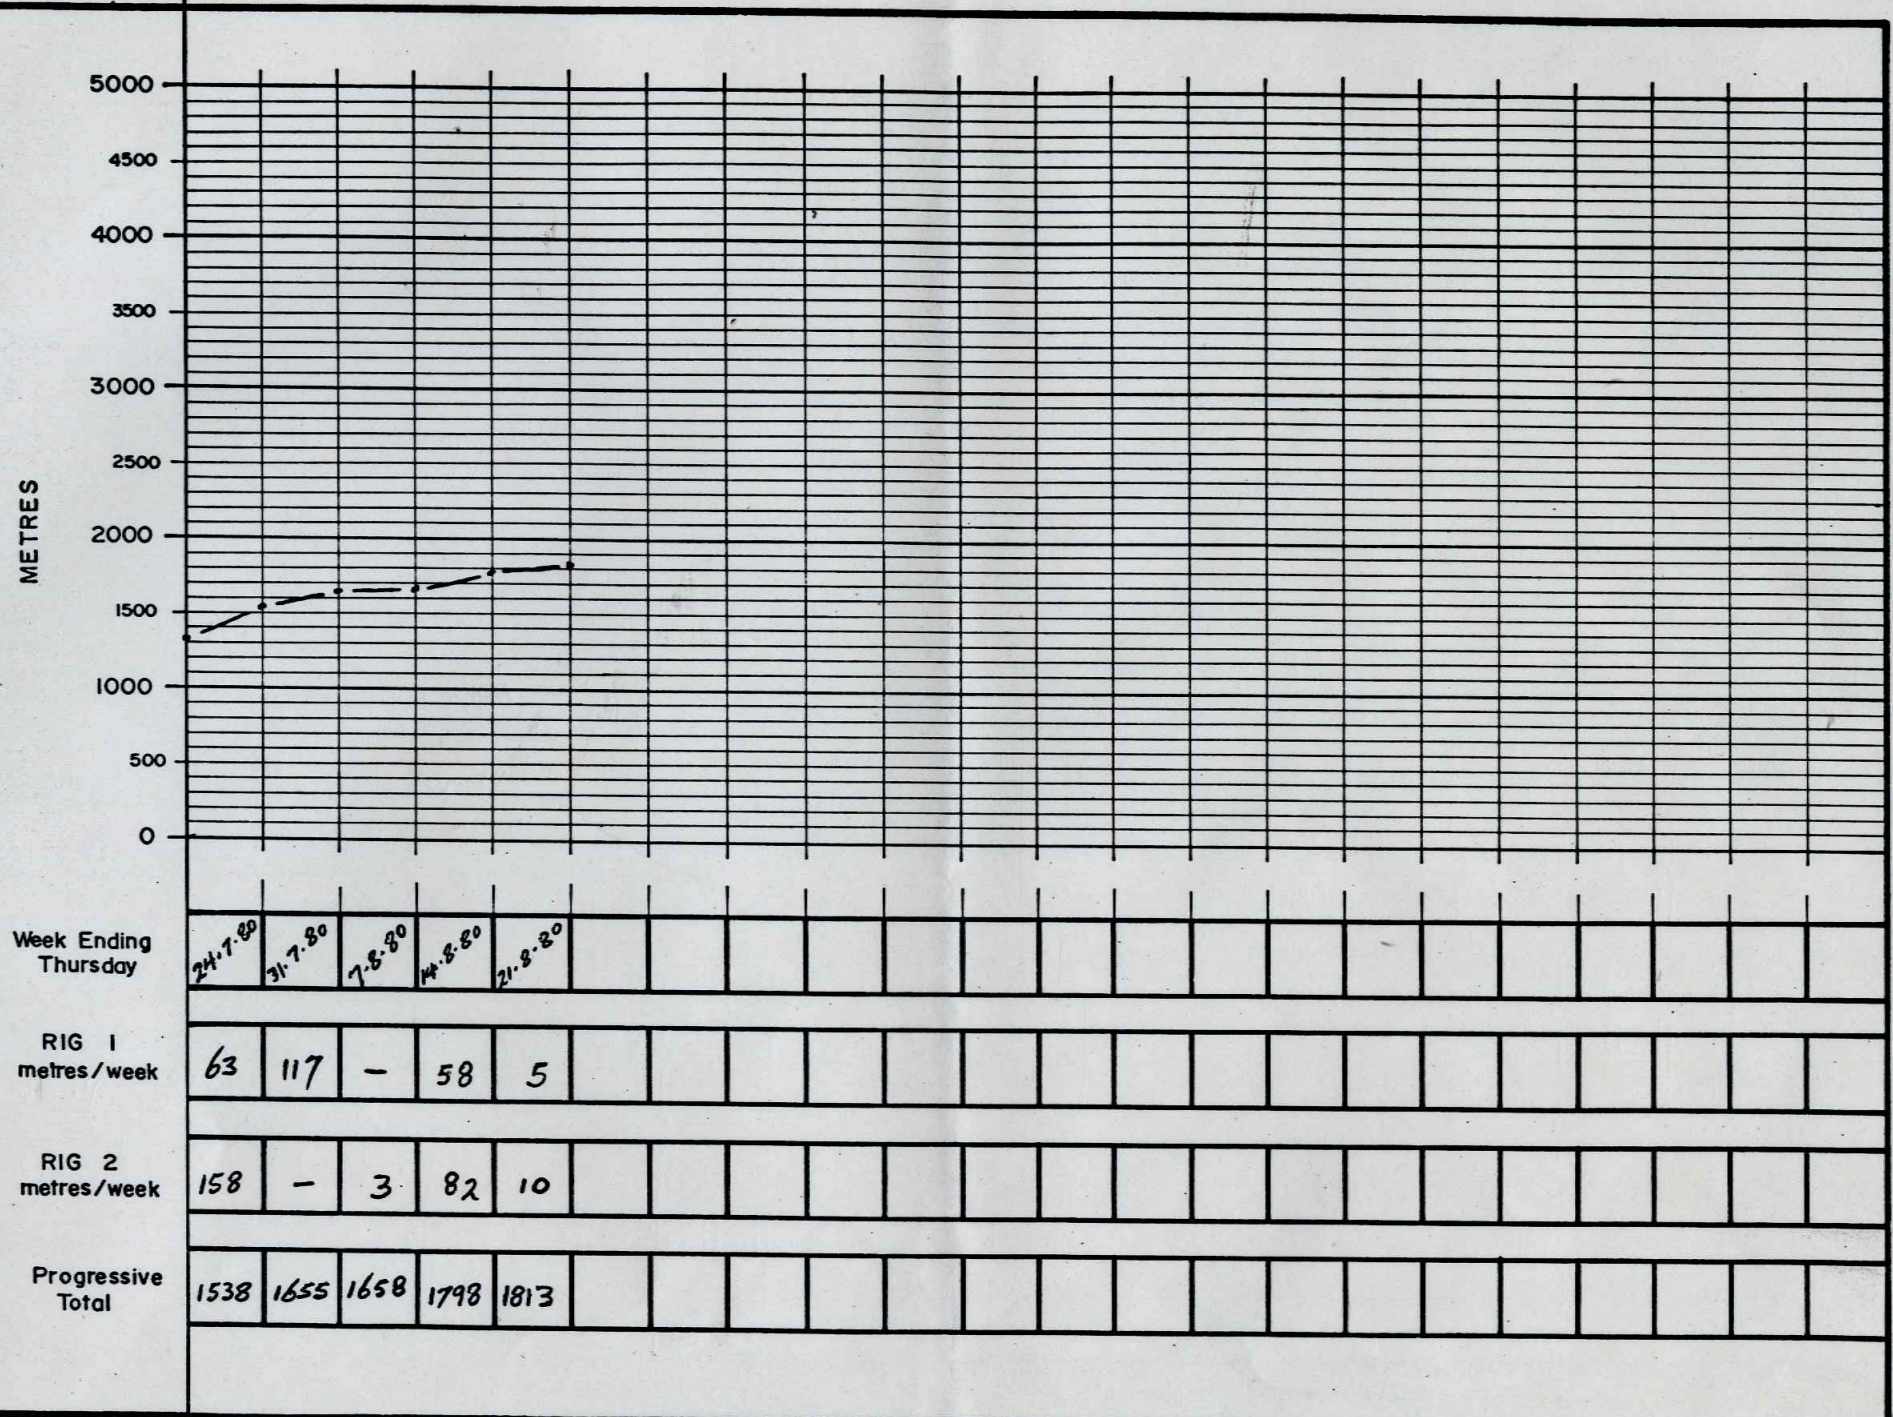 5000
4500
4000
3500
3000
2500
2000
1500
1000
500
0
METRES
Week Ending Thursday 24.7.80 31.7.80 7.8.80 14.8.80 21.8.80
RIG 1 metres/week 63 117 - 58 5
RIG 2 metres/week 158 - 3 82 10
Progressive Total 1538 1655 1658 1798 1813